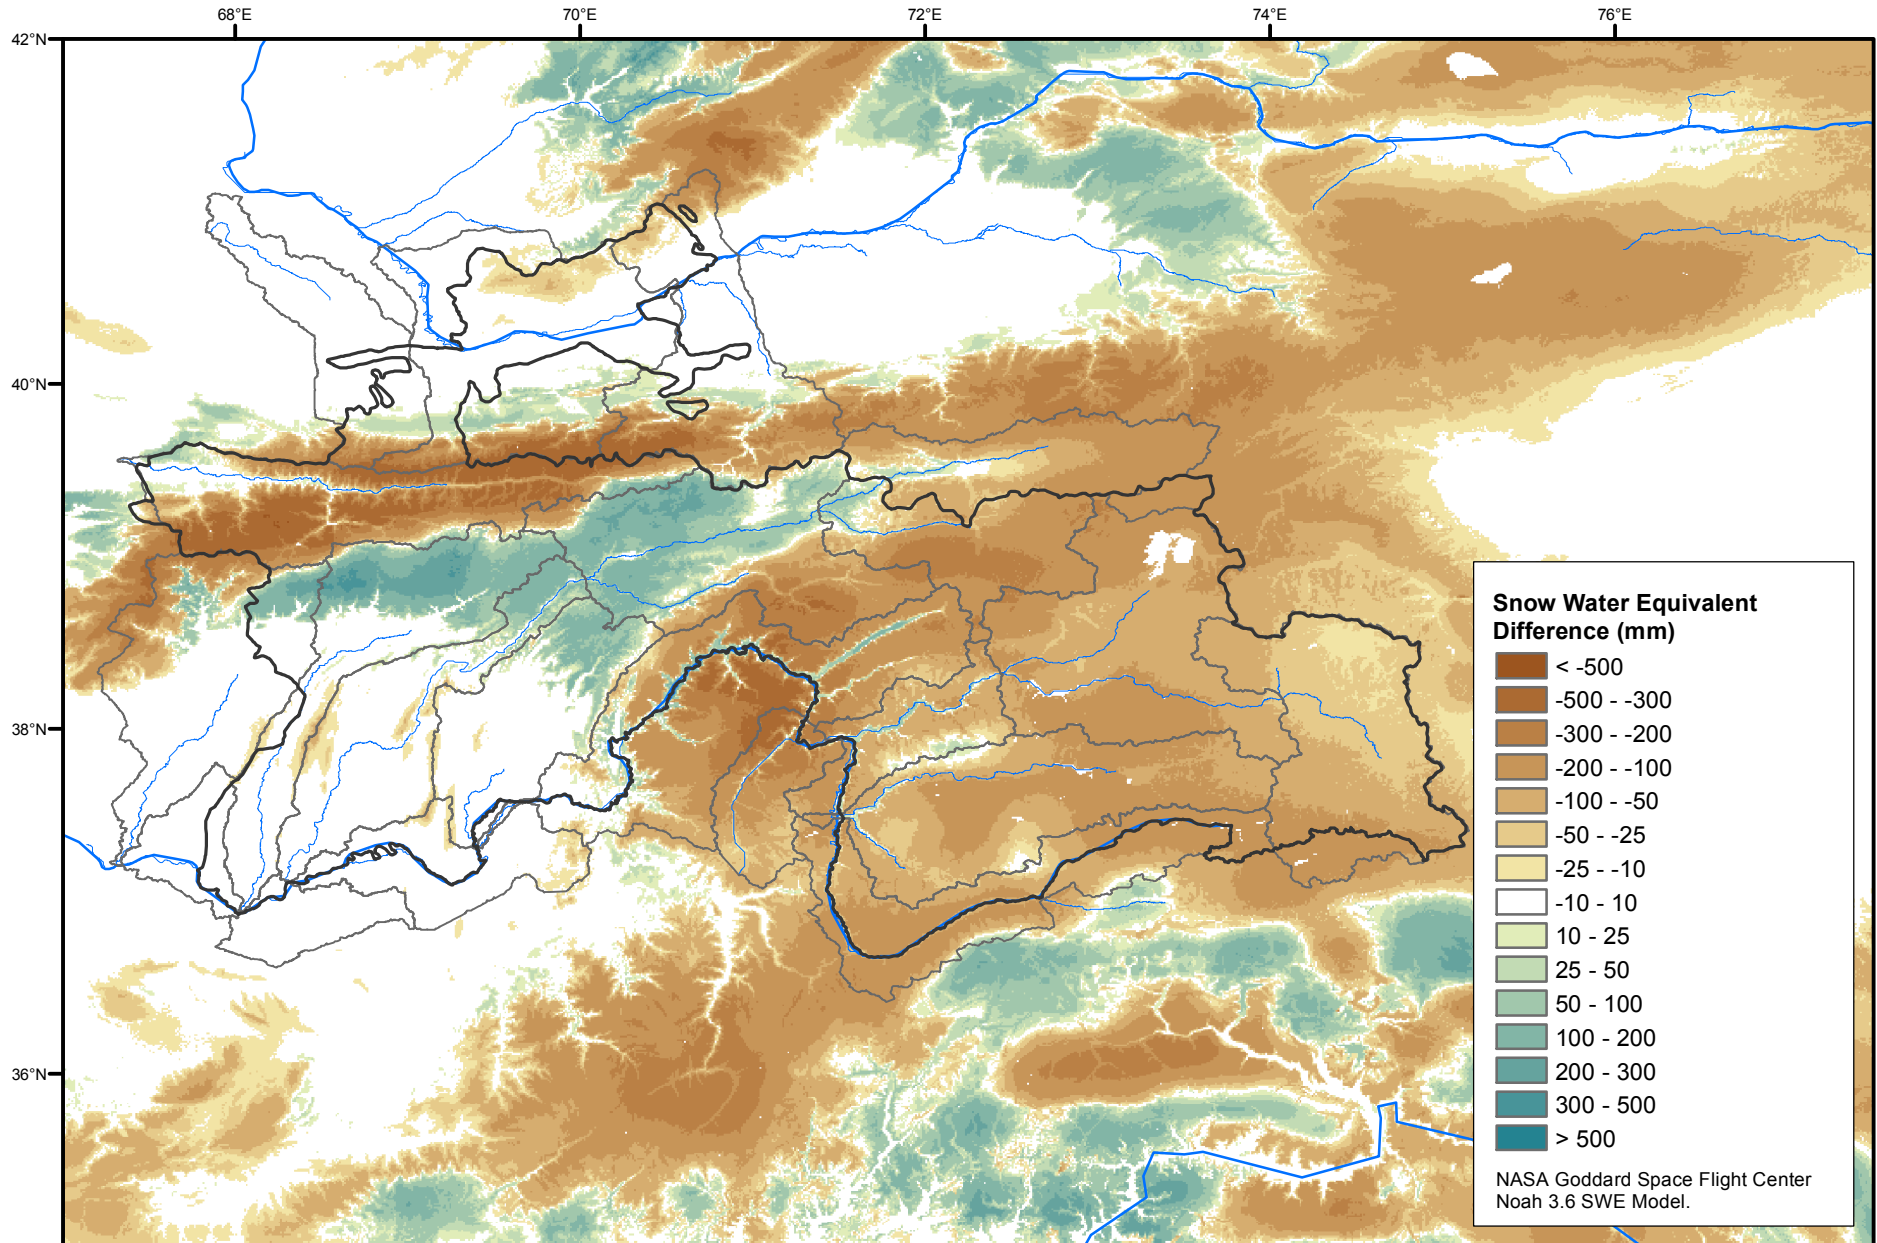 68°E 70°E 72°E 74°E 76°E
42°N
40°N
38°N
36°N
Snow Water Equivalent
Difference (mm)
< -500
-500 - -300
-300 - -200
-200 - -100
-100 - -50
-50 - -25
-25 - -10
-10 - 10
10 - 25
25 - 50
50 - 100
100 - 200
200 - 300
300 - 500
> 500
NASA Goddard Space Flight Center
Noah 3.6 SWE Model.